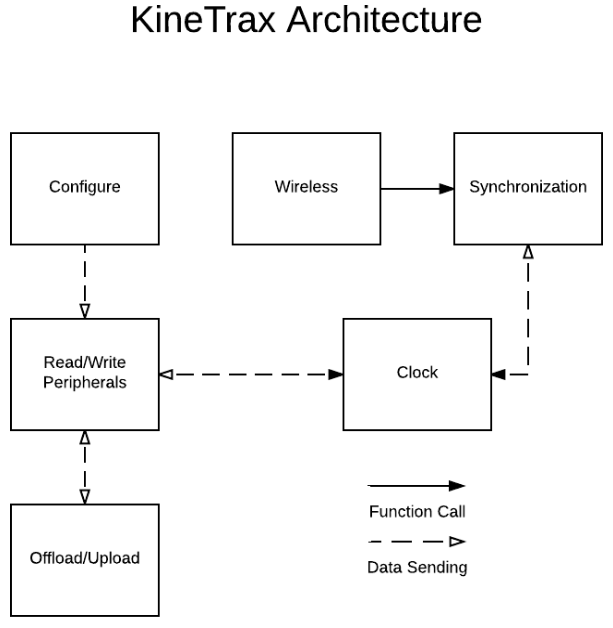 KineTrax Architecture
Configure
Wireless
Synchronization
Read/Write
Peripherals
Clock
Offload/Upload
Function Call
Data Sending